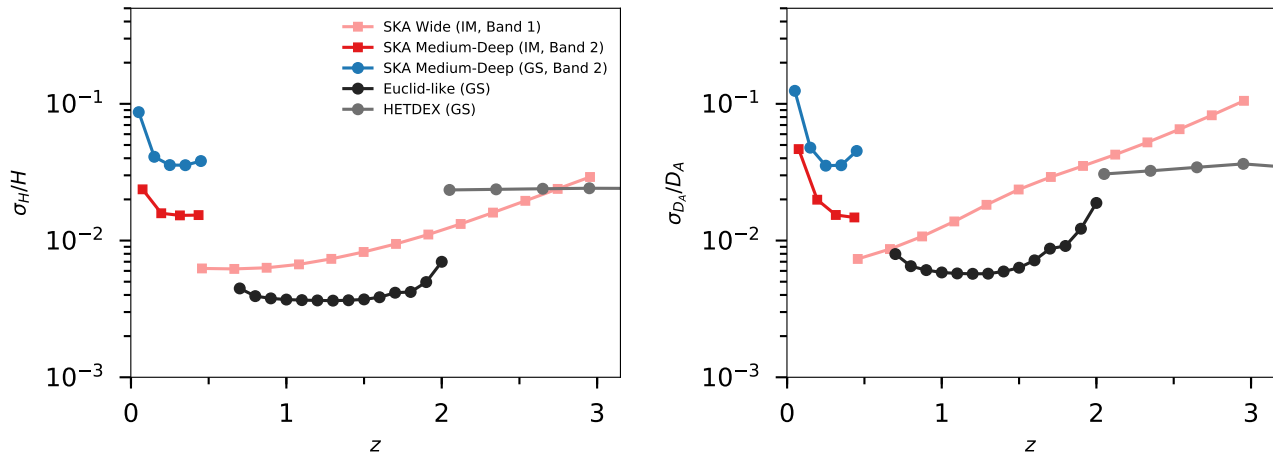 SKA Wide (IM, Band 1)
SKA Medium-Deep (IM, Band 2)
SKA Medium-Deep (GS, Band 2)
Euclid-like (GS)
HETDEX (GS)
10⁻¹
10⁻²
10⁻³
σ_H/H
0 1 2 3
z
10⁻¹
10⁻²
10⁻³
σ_{D_A}/D_A
0 1 2 3
z